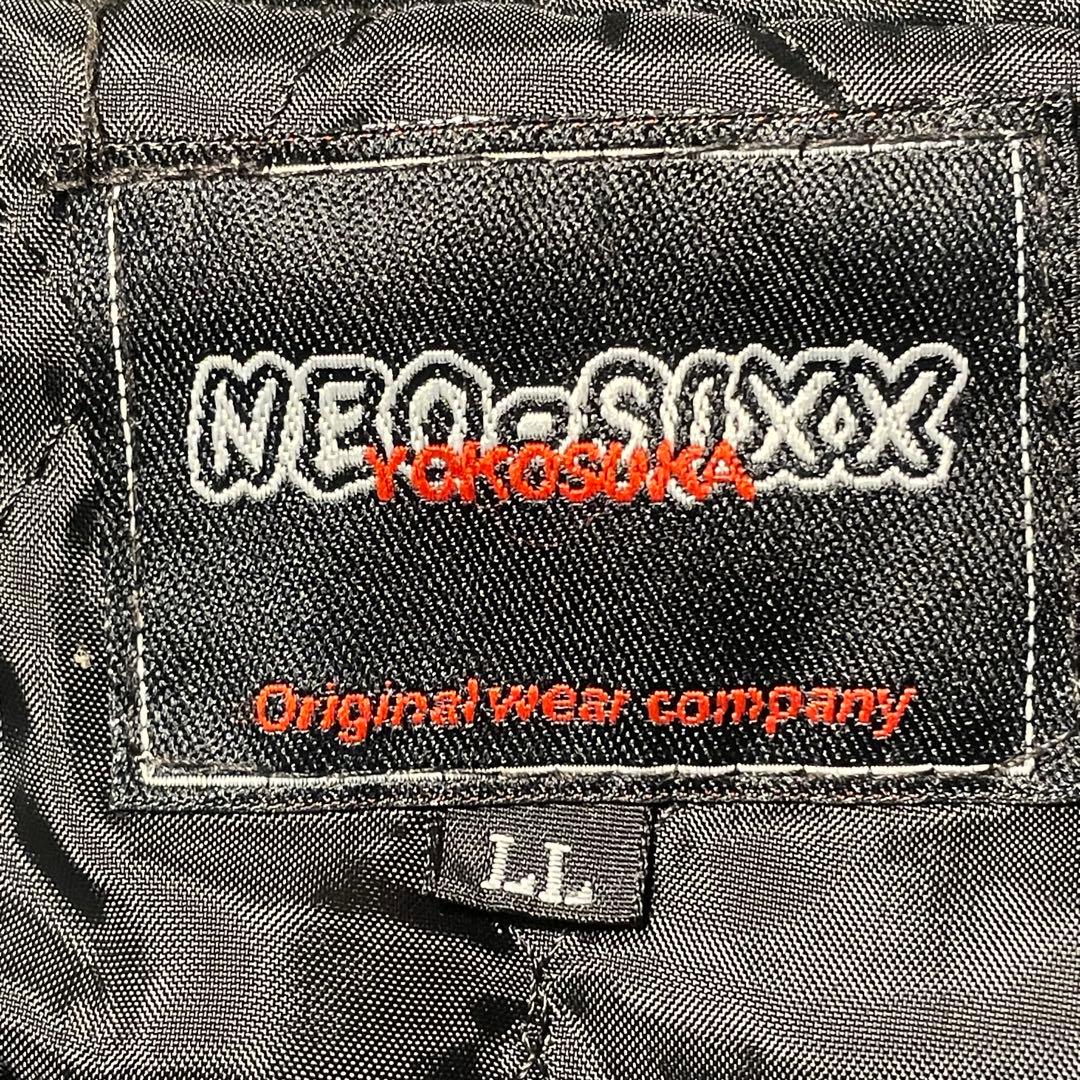 NEO-SIXX
YOKOSUKA
Original wear company
LL